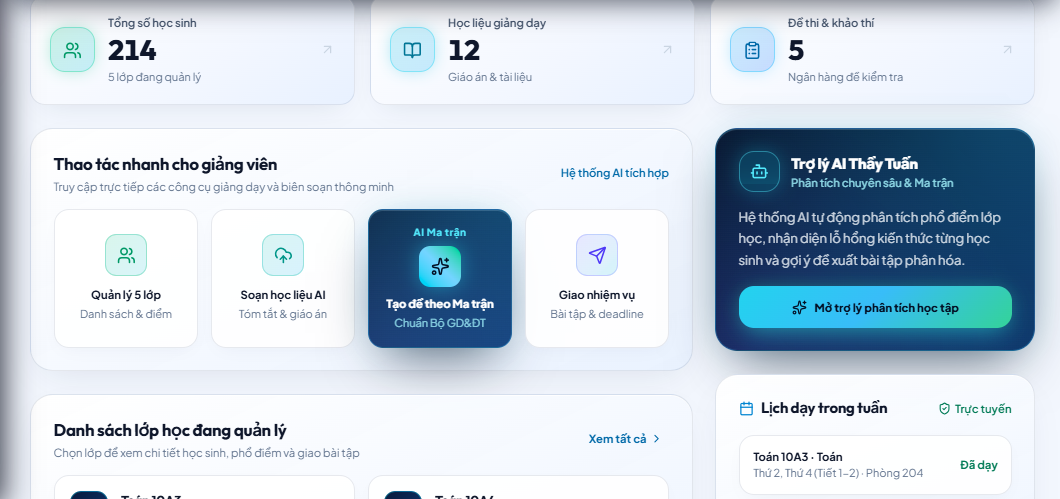 Tổng số học sinh
214
5 lớp đang quản lý
Học liệu giảng dạy
12
Giáo án & tài liệu
Đề thi & khảo thí
5
Ngân hàng đề kiểm tra
Thao tác nhanh cho giảng viên
Truy cập trực tiếp các công cụ giảng dạy và biên soạn thông minh
Hệ thống AI tích hợp
Quản lý 5 lớp
Danh sách & điểm
Soạn học liệu AI
Tóm tắt & giáo án
AI Ma trận
Tạo đề theo Ma trận
Chuẩn Bộ GD&ĐT
Giao nhiệm vụ
Bài tập & deadline
Trợ lý AI Thầy Tuấn
Phân tích chuyên sâu & Ma trận
Hệ thống AI tự động phân tích phổ điểm lớp
học, nhận diện lỗ hổng kiến thức từng học
sinh và gợi ý đề xuất bài tập phân hóa.
Mở trợ lý phân tích học tập
Danh sách lớp học đang quản lý
Chọn lớp để xem chi tiết học sinh, phổ điểm và giao bài tập
Xem tất cả
Lịch dạy trong tuần
Trực tuyến
Toán 10A3 · Toán
Thứ 2, Thứ 4 (Tiết 1–2) · Phòng 204
Đã dạy